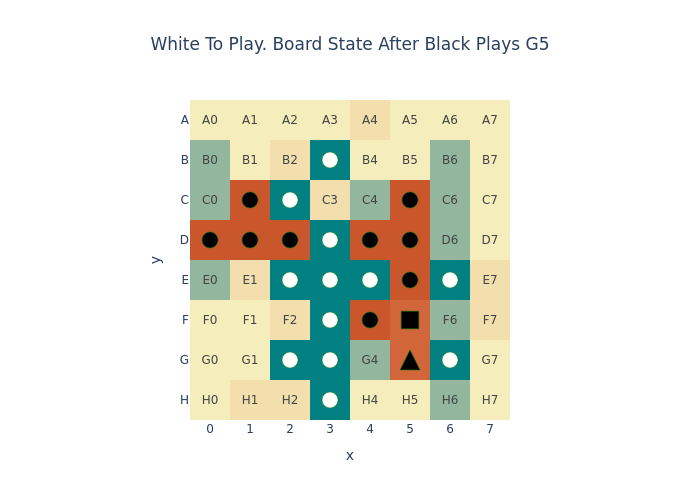 White To Play. Board State After Black Plays G5
A A0 A1 A2 A3 A4 A5 A6 A7
B B0 B1 B2 B4 B5 B6 B7
C C0 C3 C4 C6 C7
D D6 D7
E E0 E1 E7
F F0 F1 F2 F6 F7
G G0 G1 G4 G7
H H0 H1 H2 H4 H5 H6 H7
0 1 2 3 4 5 6 7
y
x